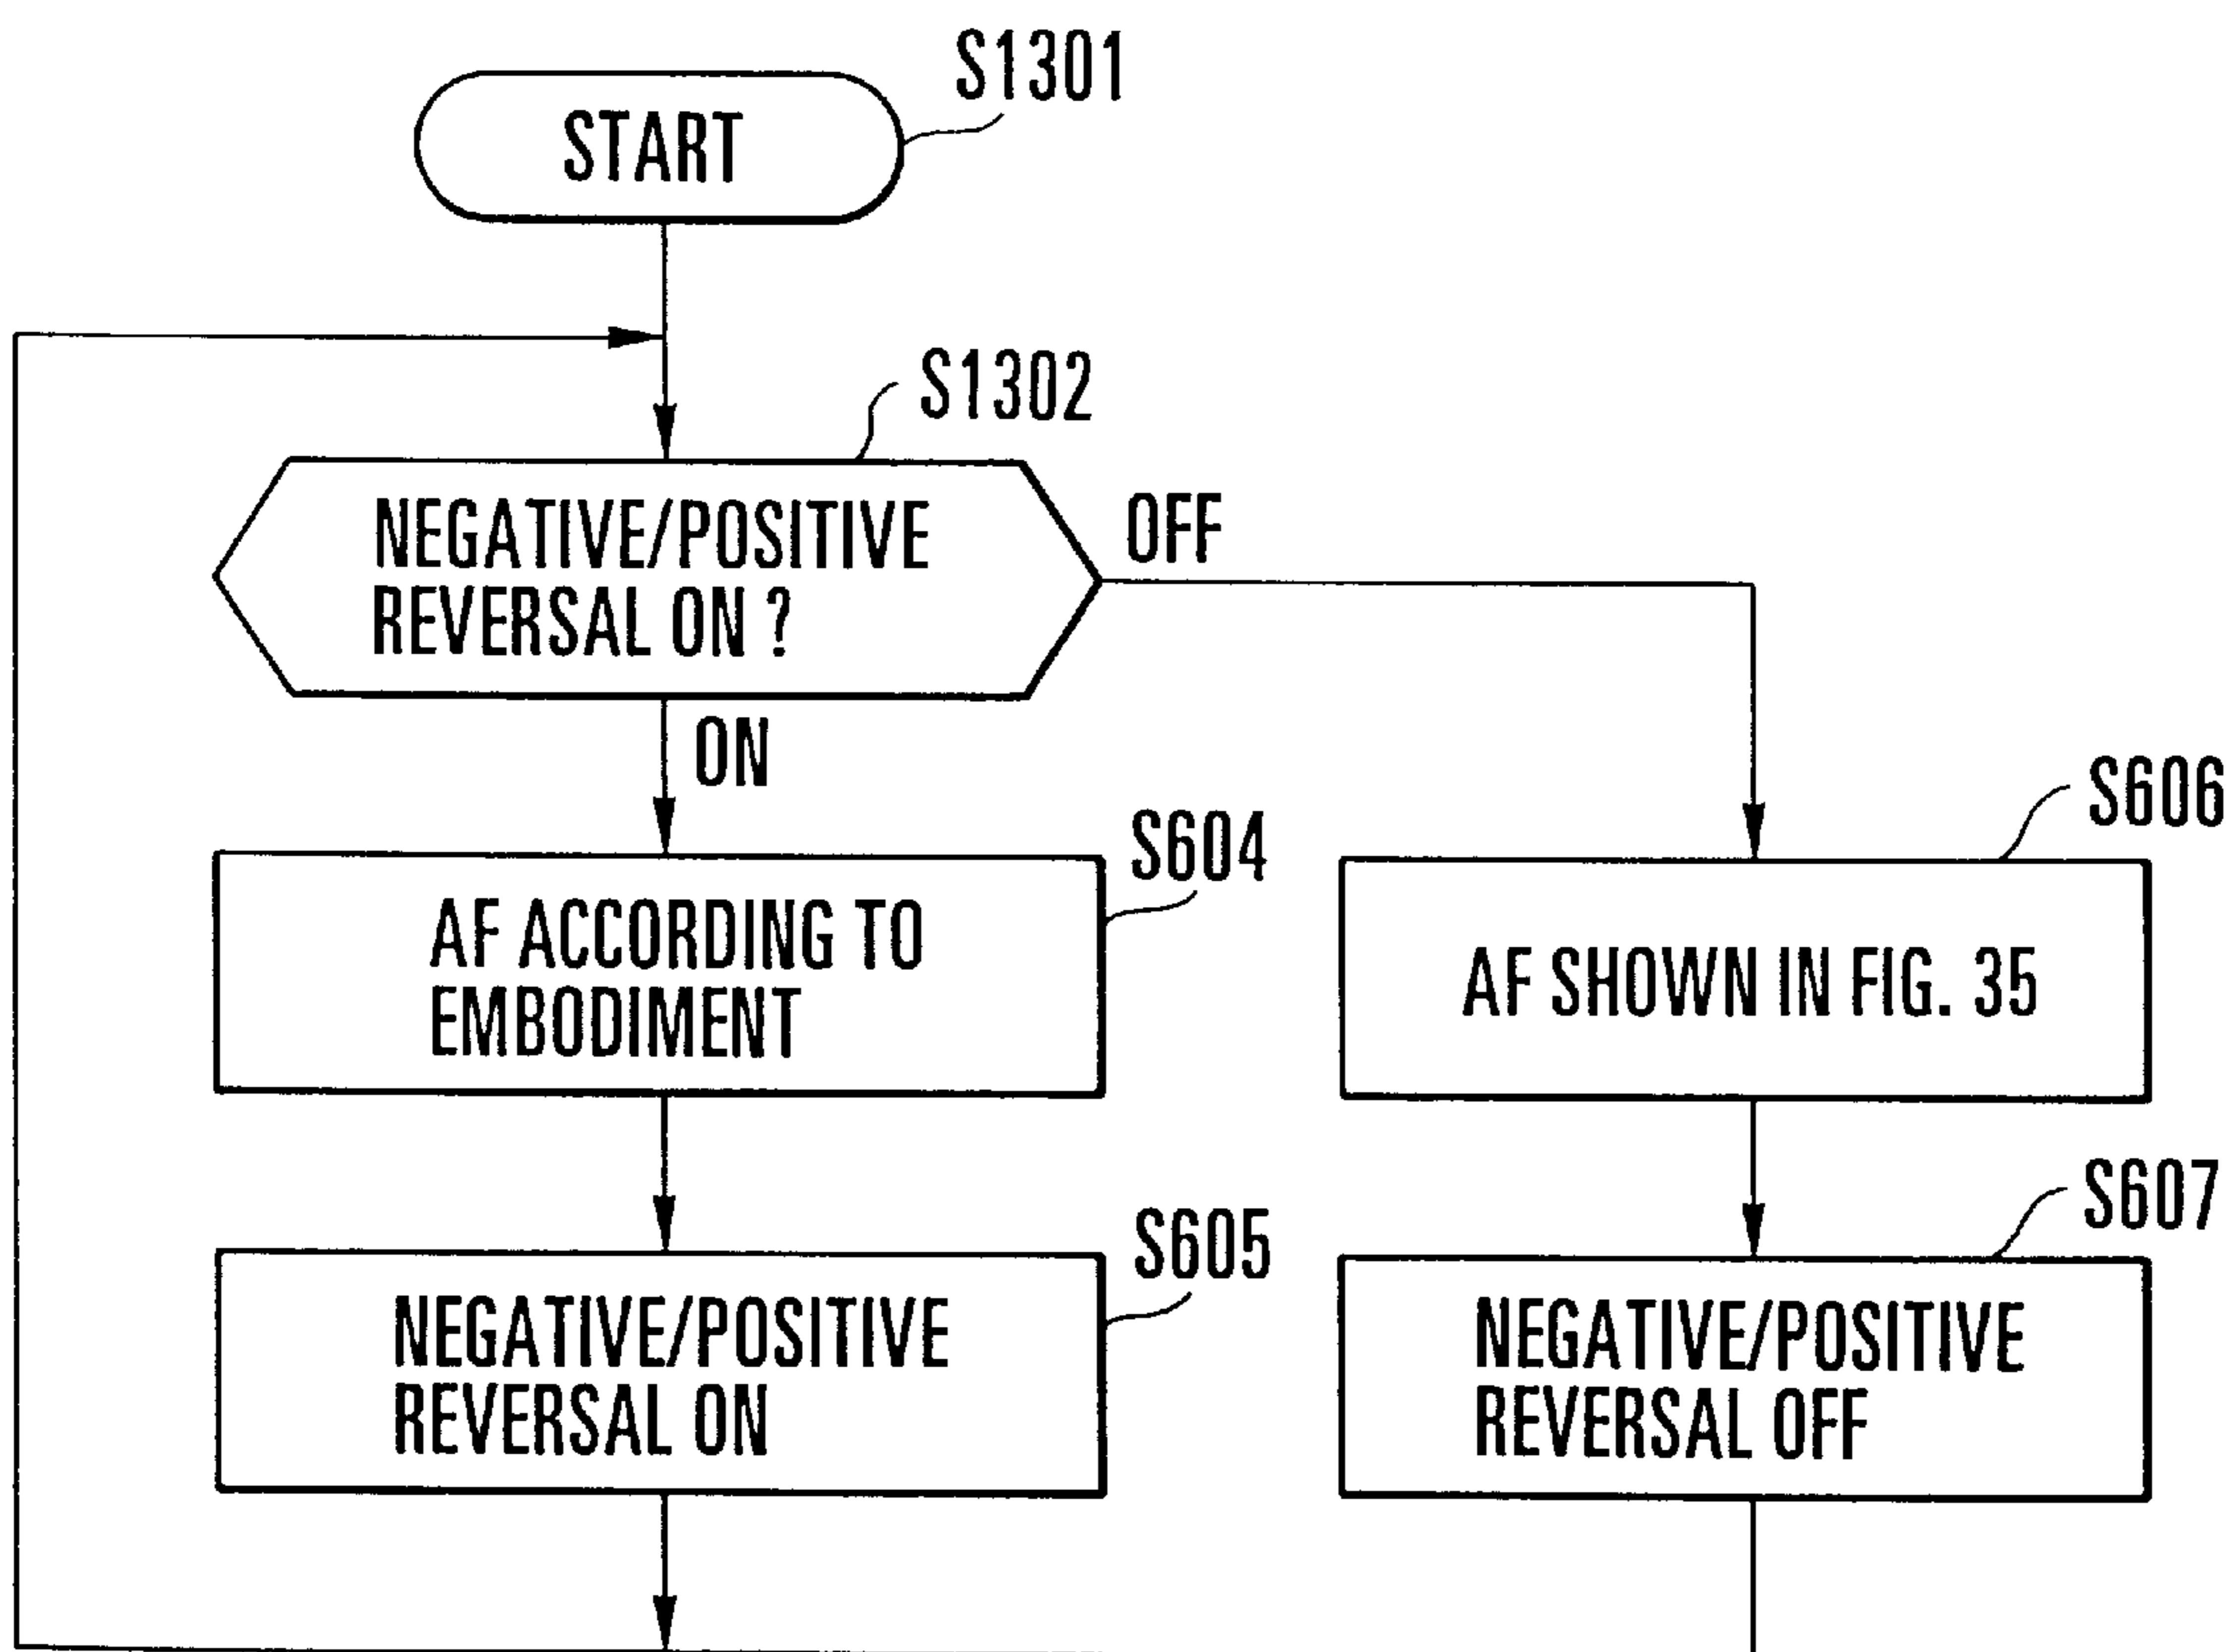 S1301
START
S1302
NEGATIVE/POSITIVE
REVERSAL ON ?
OFF
ON
S604
AF ACCORDING TO
EMBODIMENT
S606
AF SHOWN IN FIG. 35
S605
NEGATIVE/POSITIVE
REVERSAL ON
S607
NEGATIVE/POSITIVE
REVERSAL OFF